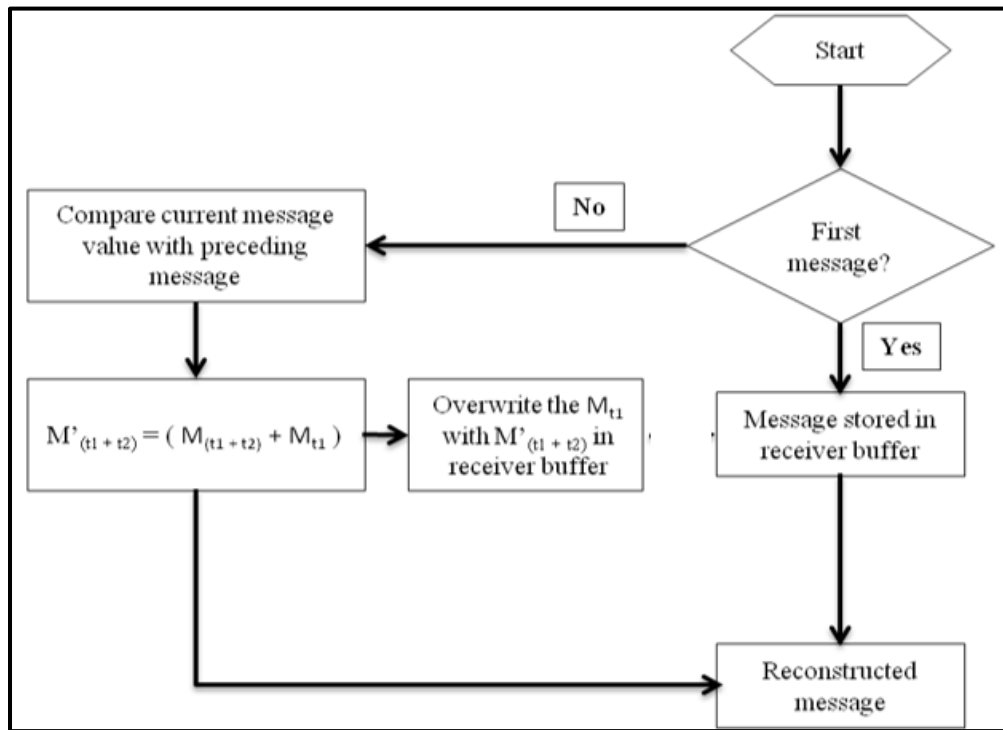 Start
First
message?
No
Yes
Compare current message
value with preceding
message
M'(t1 + t2) = ( M(t1 + t2) + Mt1 )
Overwrite the Mt1
with M'(t1 + t2) in
receiver buffer
Message stored in
receiver buffer
Reconstructed
message